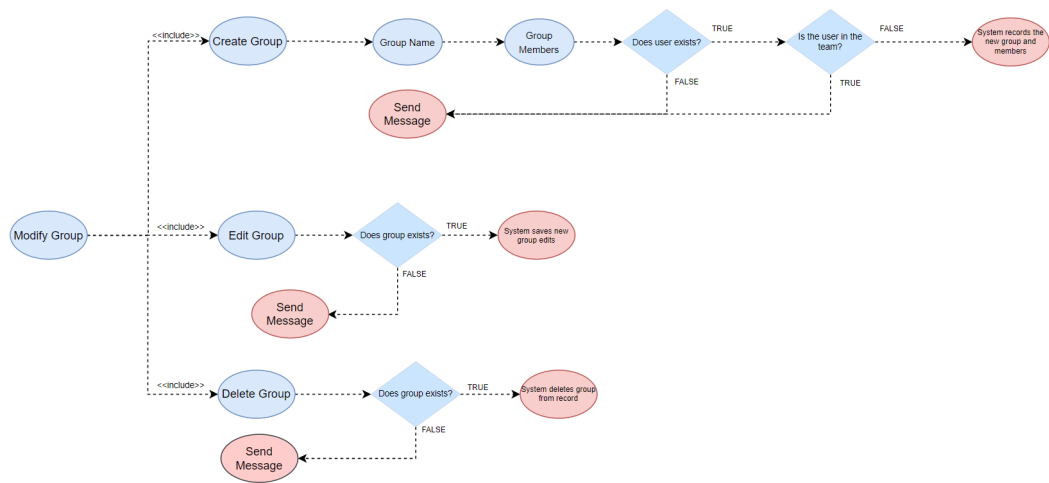 <<include>>
Create Group
Group Name
Group
Members
Does user exists?
TRUE
Is the user in the
team?
FALSE
System records the
new group and
members
FALSE
TRUE
Send
Message
Modify Group
<<include>>
Edit Group
Does group exists?
TRUE
System saves new
group edits
FALSE
Send
Message
<<include>>
Delete Group
Does group exists?
TRUE
System deletes group
from record
FALSE
Send
Message